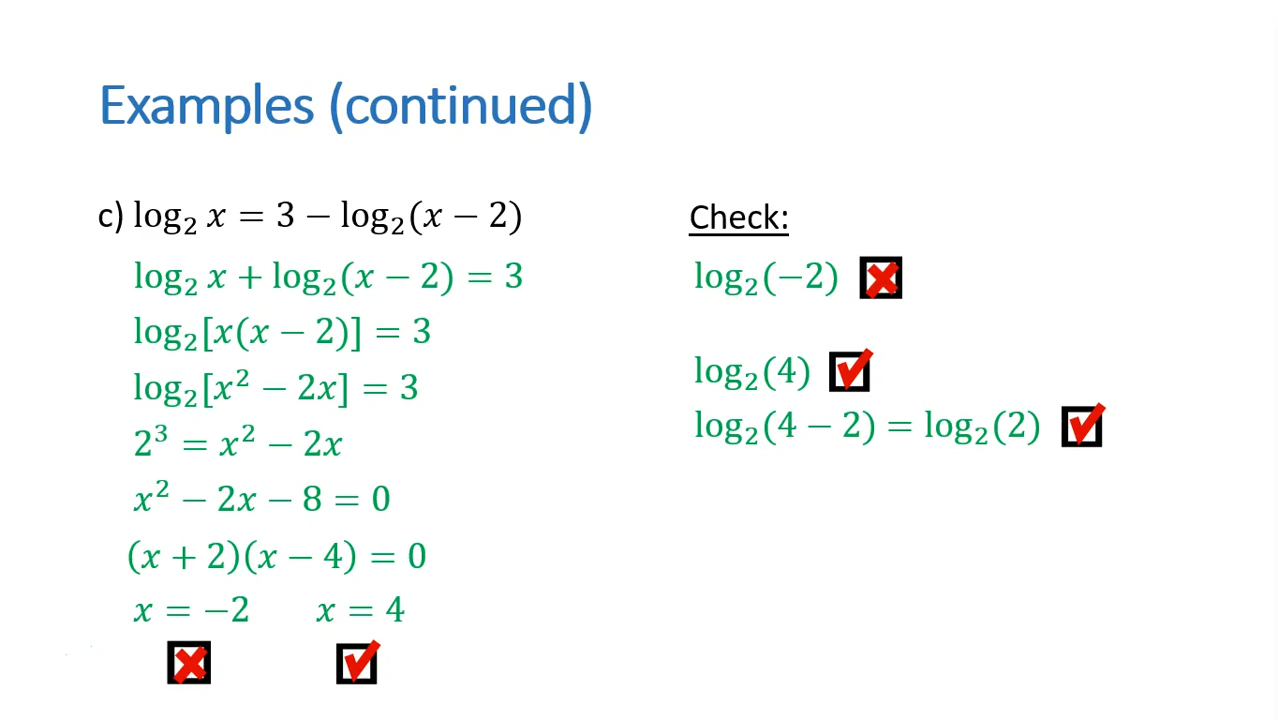 Examples (continued)
c) log₂ x = 3 − log₂(x − 2)
log₂ x + log₂(x − 2) = 3
log₂[x(x − 2)] = 3
log₂[x² − 2x] = 3
2³ = x² − 2x
x² − 2x − 8 = 0
(x + 2)(x − 4) = 0
x = −2 x = 4
Check:
log₂(−2)
log₂(4)
log₂(4 − 2) = log₂(2)